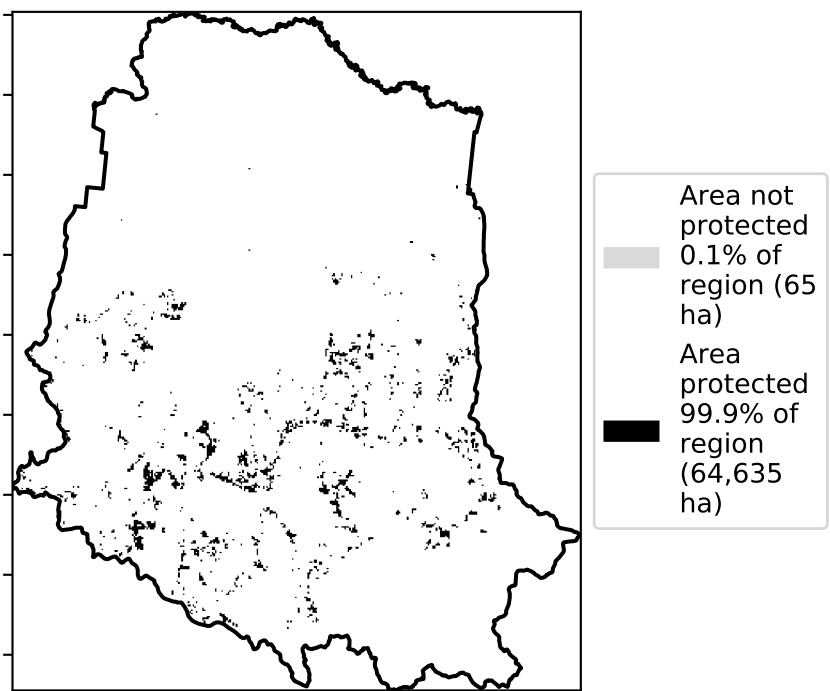 Area not
protected
0.1% of
region (65
ha)
Area
protected
99.9% of
region
(64,635
ha)